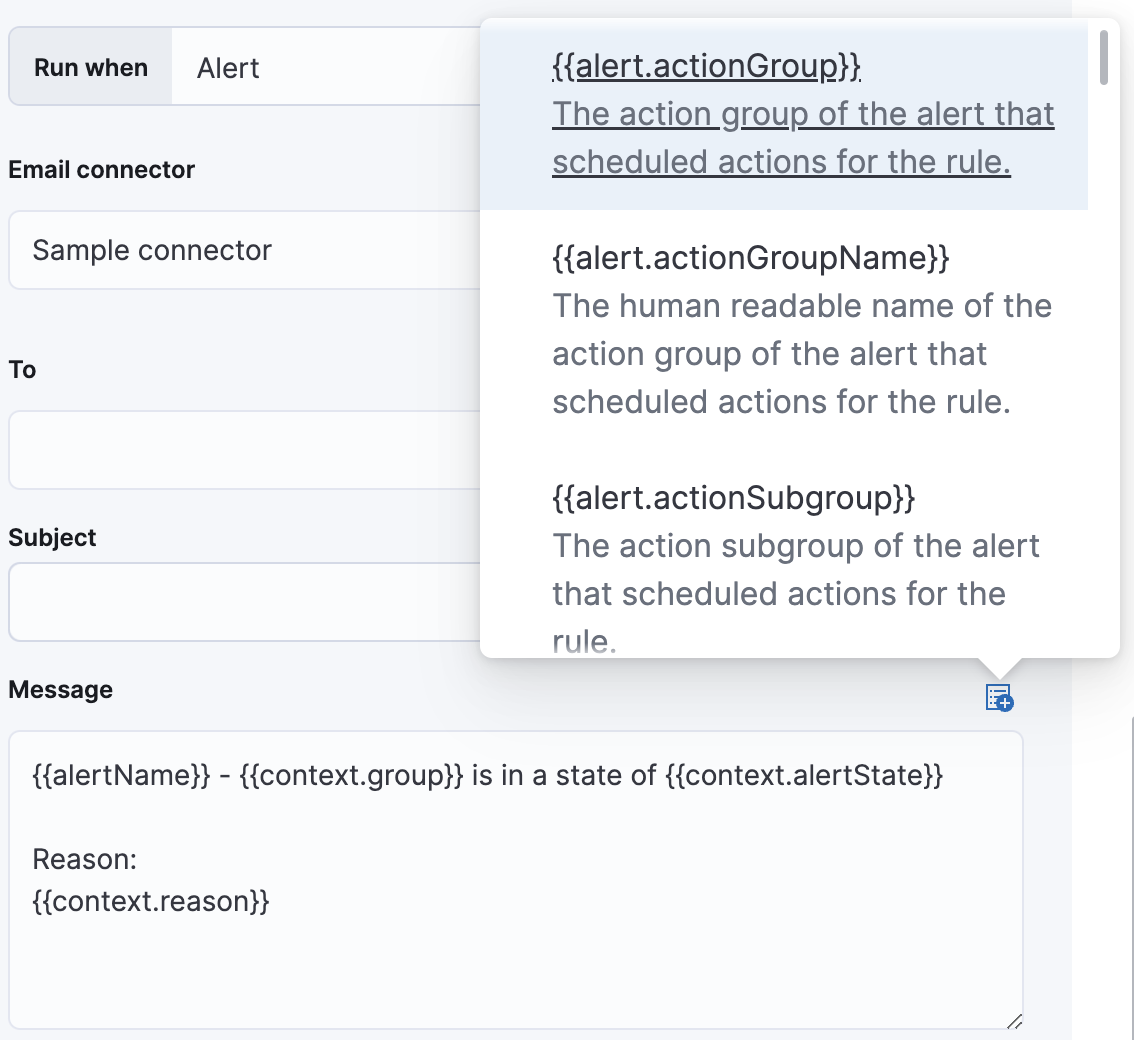 Run when
Alert
Email connector
Sample connector
To
Subject
Message
{{alert.actionGroup}}
The action group of the alert that
scheduled actions for the rule.
{{alert.actionGroupName}}
The human readable name of the
action group of the alert that
scheduled actions for the rule.
{{alert.actionSubgroup}}
The action subgroup of the alert
that scheduled actions for the
rule.
{{alertName}} - {{context.group}} is in a state of {{context.alertState}}
Reason:
{{context.reason}}